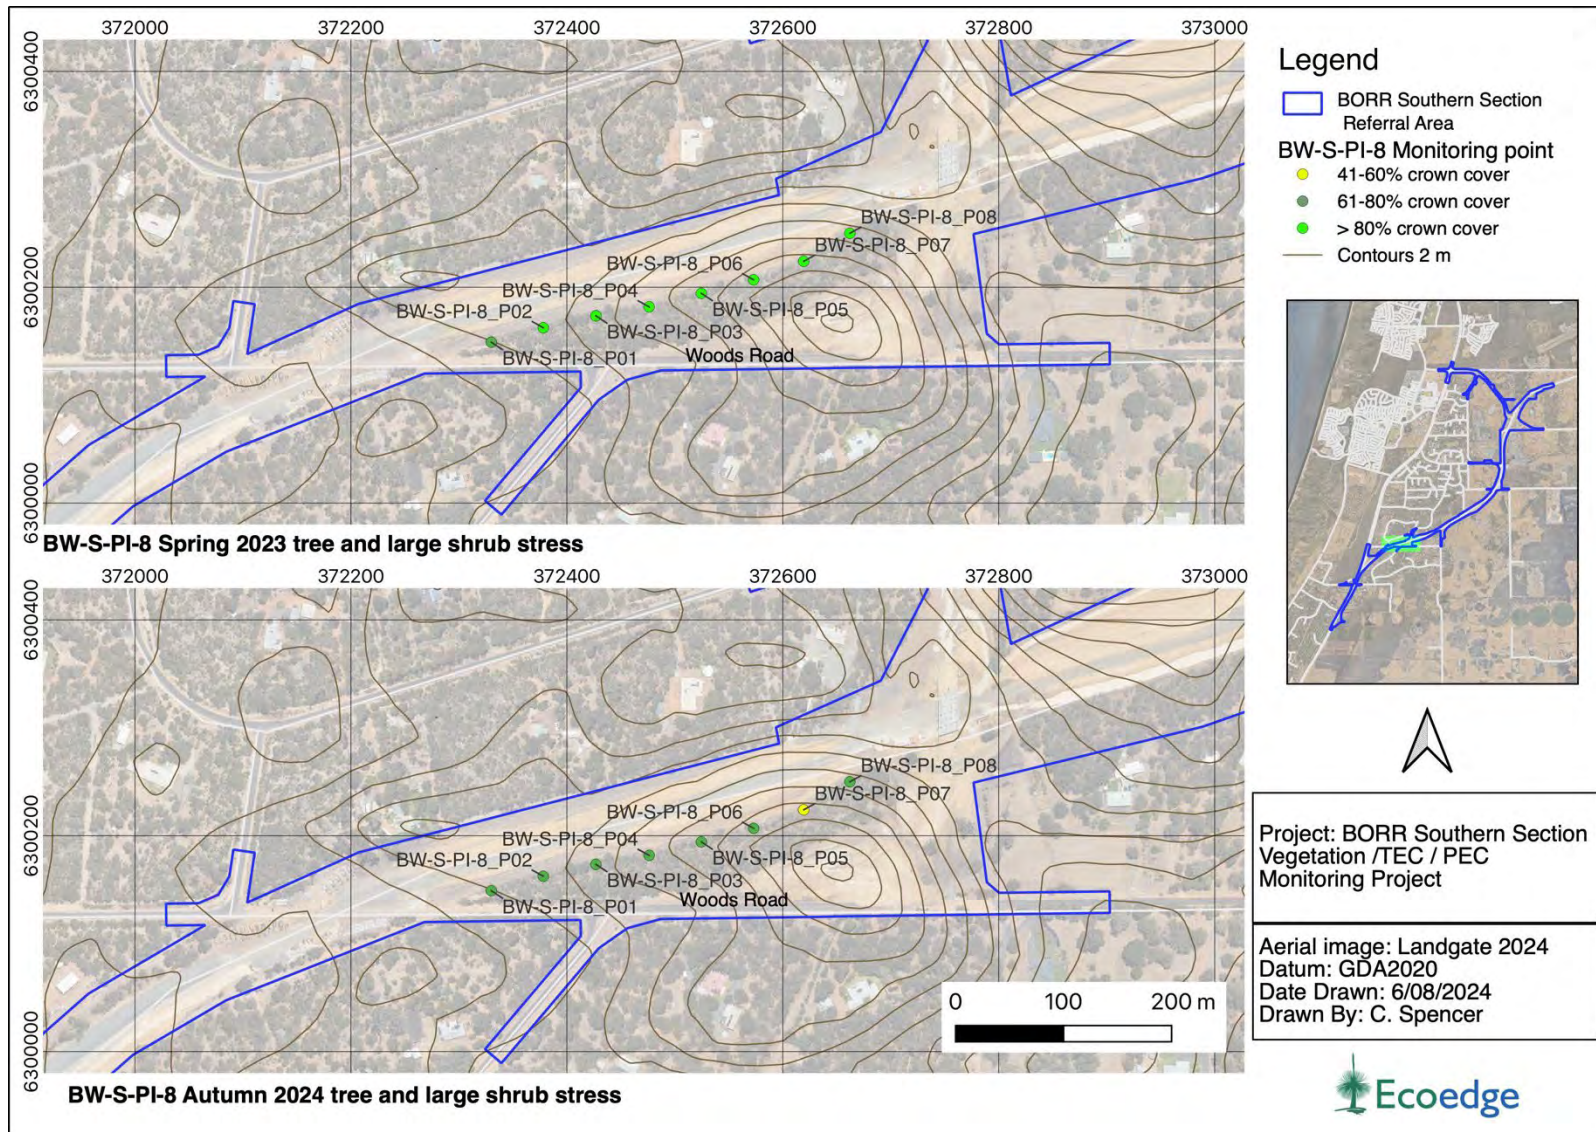 372000 372200 372400 372600 372800 373000
6300400
6300200
6300000
BW-S-PI-8_P08
BW-S-PI-8_P07
BW-S-PI-8_P06
BW-S-PI-8_P05
BW-S-PI-8_P04
BW-S-PI-8_P03
BW-S-PI-8_P02
BW-S-PI-8_P01
Woods Road
BW-S-PI-8 Spring 2023 tree and large shrub stress
372000 372200 372400 372600 372800 373000
6300400
6300200
6300000
BW-S-PI-8_P08
BW-S-PI-8_P07
BW-S-PI-8_P06
BW-S-PI-8_P05
BW-S-PI-8_P04
BW-S-PI-8_P03
BW-S-PI-8_P02
BW-S-PI-8_P01
Woods Road
0 100 200 m
BW-S-PI-8 Autumn 2024 tree and large shrub stress
Legend
BORR Southern Section
Referral Area
BW-S-PI-8 Monitoring point
41-60% crown cover
61-80% crown cover
> 80% crown cover
Contours 2 m
Project: BORR Southern Section
Vegetation /TEC / PEC
Monitoring Project
Aerial image: Landgate 2024
Datum: GDA2020
Date Drawn: 6/08/2024
Drawn By: C. Spencer
Ecoedge